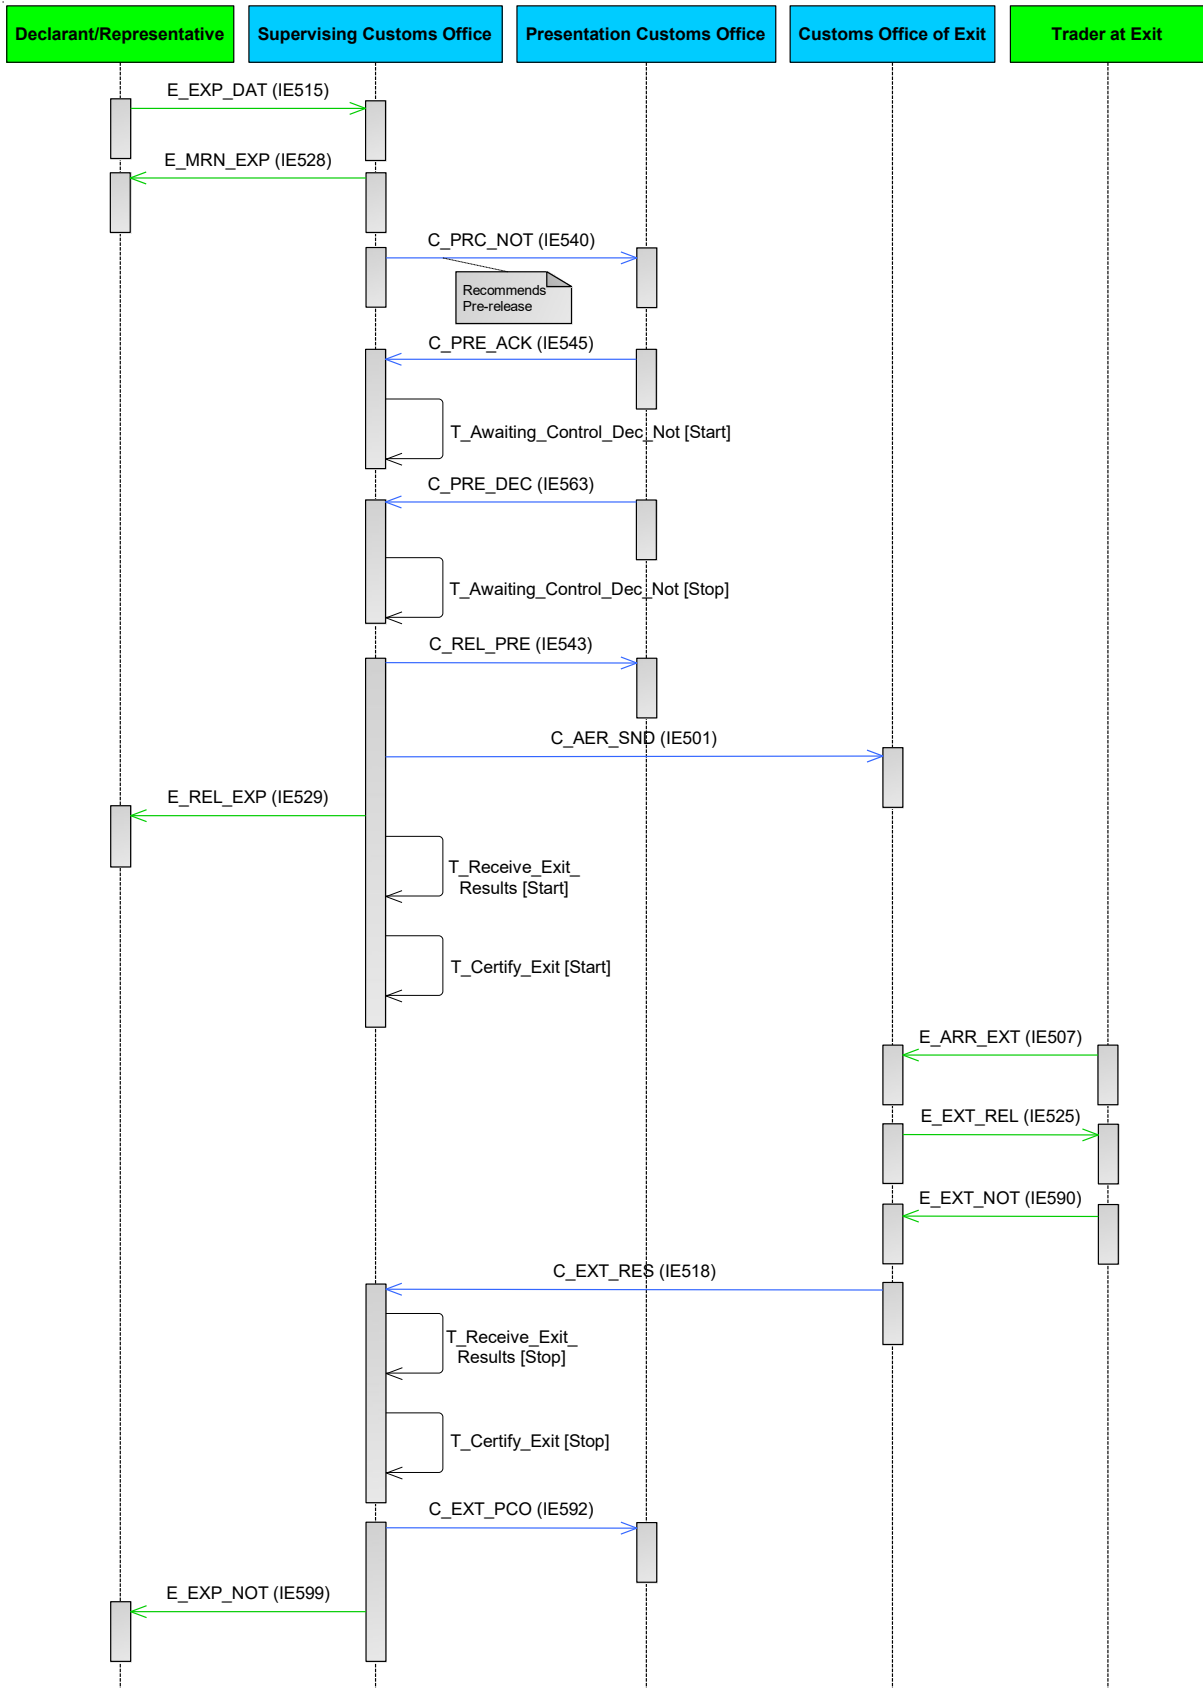 Declarant/Representative
Supervising Customs Office
Presentation Customs Office
Customs Office of Exit
Trader at Exit
E_EXP_DAT (IE515)
E_MRN_EXP (IE528)
C_PRC_NOT (IE540)
Recommends
Pre-release
C_PRE_ACK (IE545)
T_Awaiting_Control_Dec_Not [Start]
C_PRE_DEC (IE563)
T_Awaiting_Control_Dec_Not [Stop]
C_REL_PRE (IE543)
C_AER_SND (IE501)
E_REL_EXP (IE529)
T_Receive_Exit_
Results [Start]
T_Certify_Exit [Start]
E_ARR_EXT (IE507)
E_EXT_REL (IE525)
E_EXT_NOT (IE590)
C_EXT_RES (IE518)
T_Receive_Exit_
Results [Stop]
T_Certify_Exit [Stop]
C_EXT_PCO (IE592)
E_EXP_NOT (IE599)